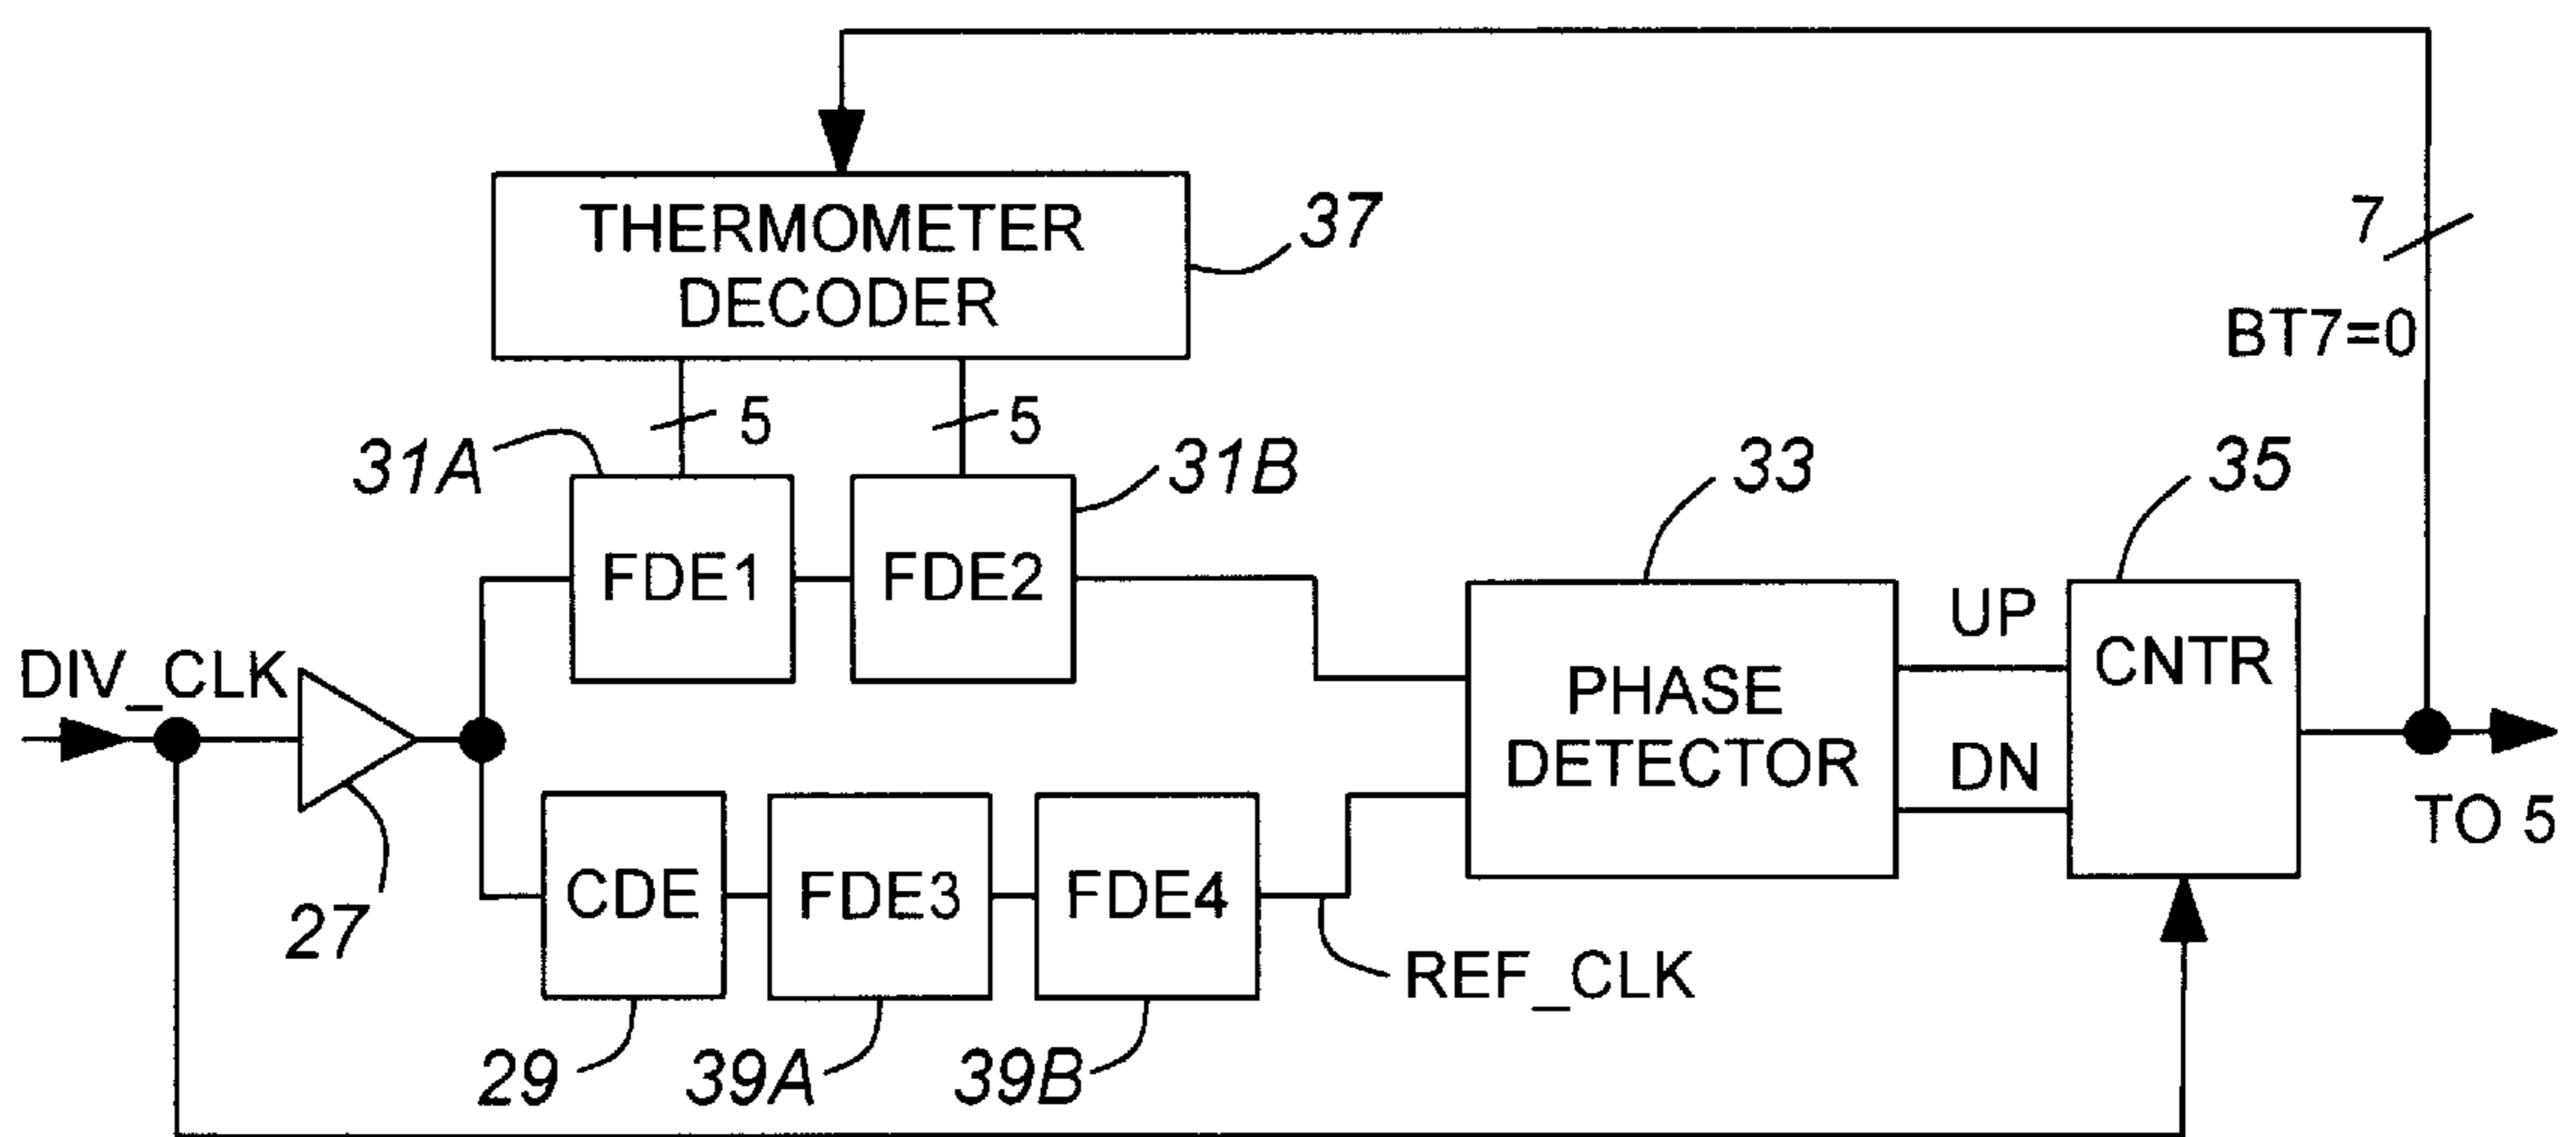 THERMOMETER
DECODER
37
7
BT7=0
5
5
31A
31B
33
35
FDE1
FDE2
UP
CNTR
DIV_CLK
PHASE
DETECTOR
DN
TO 5
27
CDE
FDE3
FDE4
REF_CLK
29
39A
39B